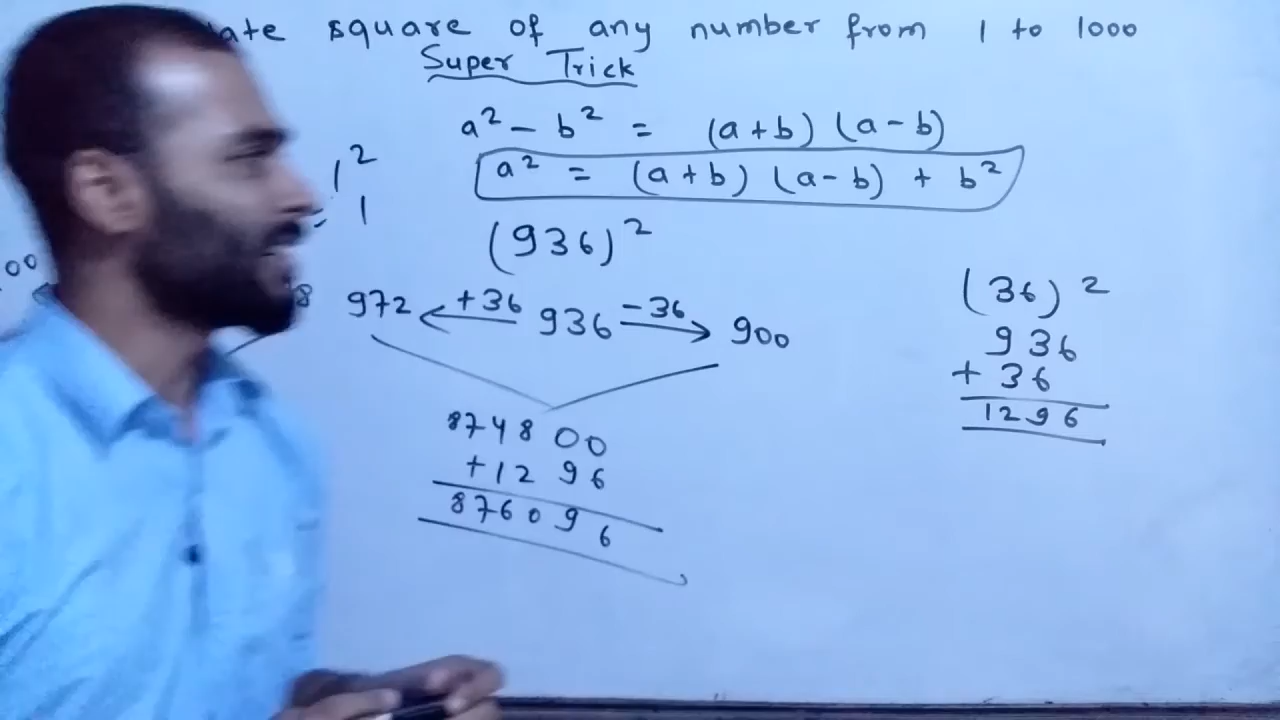 square of any number from 1 to 1000
Super Trick
a² - b² = (a+b) (a-b)
a² = (a+b) (a-b) + b²
1²
= 1
(936)²
972 ← +36 936 -36 → 900
874800
+1296
876096
(36)²
936
+36
1296